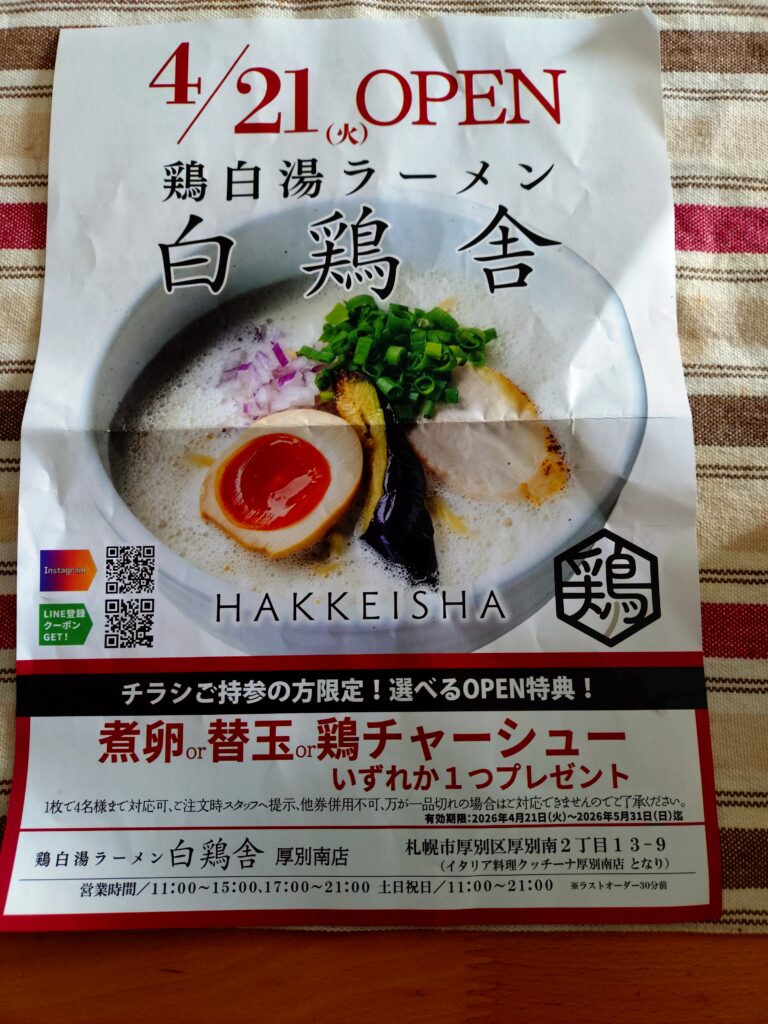 4/21(火)OPEN
鶏白湯ラーメン
白鶏舎
Instagram
LINE登録
クーポン
GET!
HAKKEISHA
鶏
チラシご持参の方限定!選べるOPEN特典!
煮卵or替玉or鶏チャーシュー
いずれか1つプレゼント
1枚で4名様まで対応可、ご注文時スタッフへ提示、他券併用不可、万が一品切れの場合はご対応できませんのでご了承ください。
有効期限:2026年4月21日(火)~2026年5月31日(日)迄
鶏白湯ラーメン 白鶏舎 厚別南店
札幌市厚別区厚別南2丁目13-9
(イタリア料理クッチーナ厚別南店 となり)
営業時間/11:00~15:00、17:00~21:00 土日祝日/11:00~21:00 ※ラストオーダー30分前